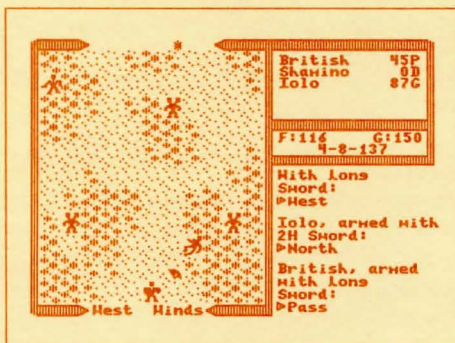 British 45P
Shamino 0D
Iolo 87G
F:116 G:150
4-8-137
With Long
Sword:
▷West
Iolo, armed with
2H Sword:
▷North
British, armed
with Long
Sword:
▷Pass
West Winds